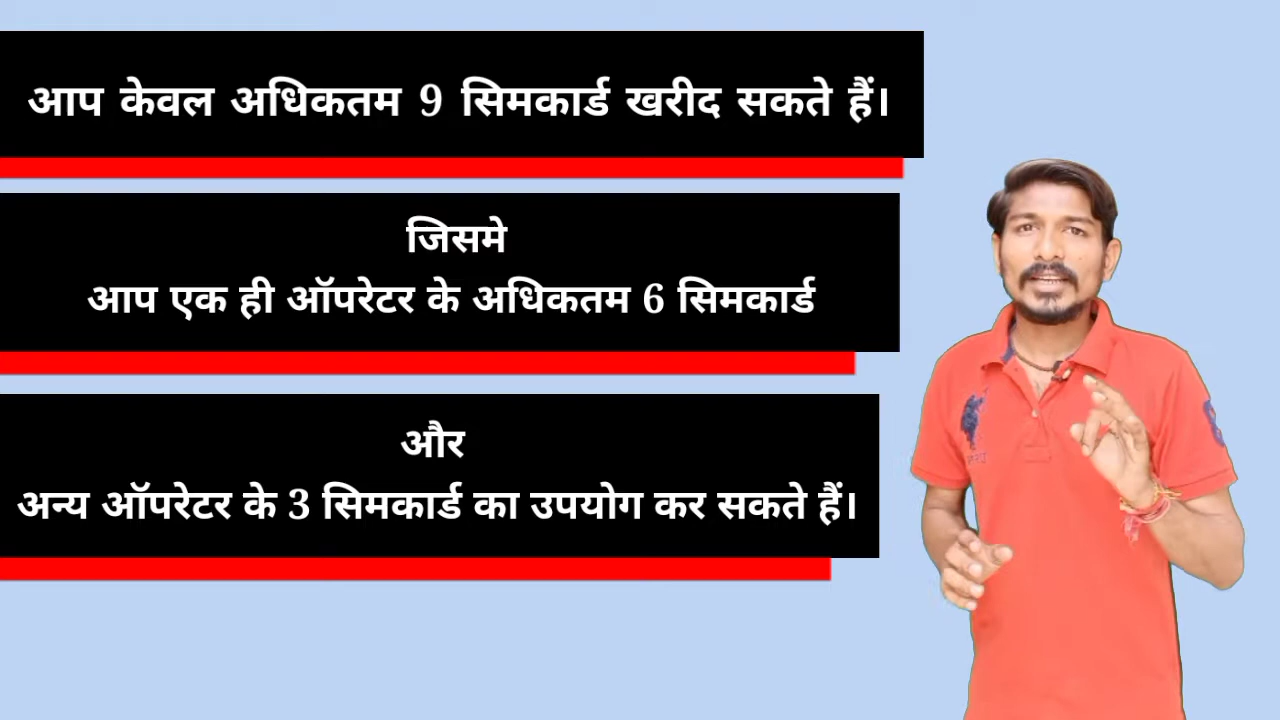 आप केवल अधिकतम 9 सिमकार्ड खरीद सकते हैं।
जिसमे
आप एक ही ऑपरेटर के अधिकतम 6 सिमकार्ड
और
अन्य ऑपरेटर के 3 सिमकार्ड का उपयोग कर सकते हैं।